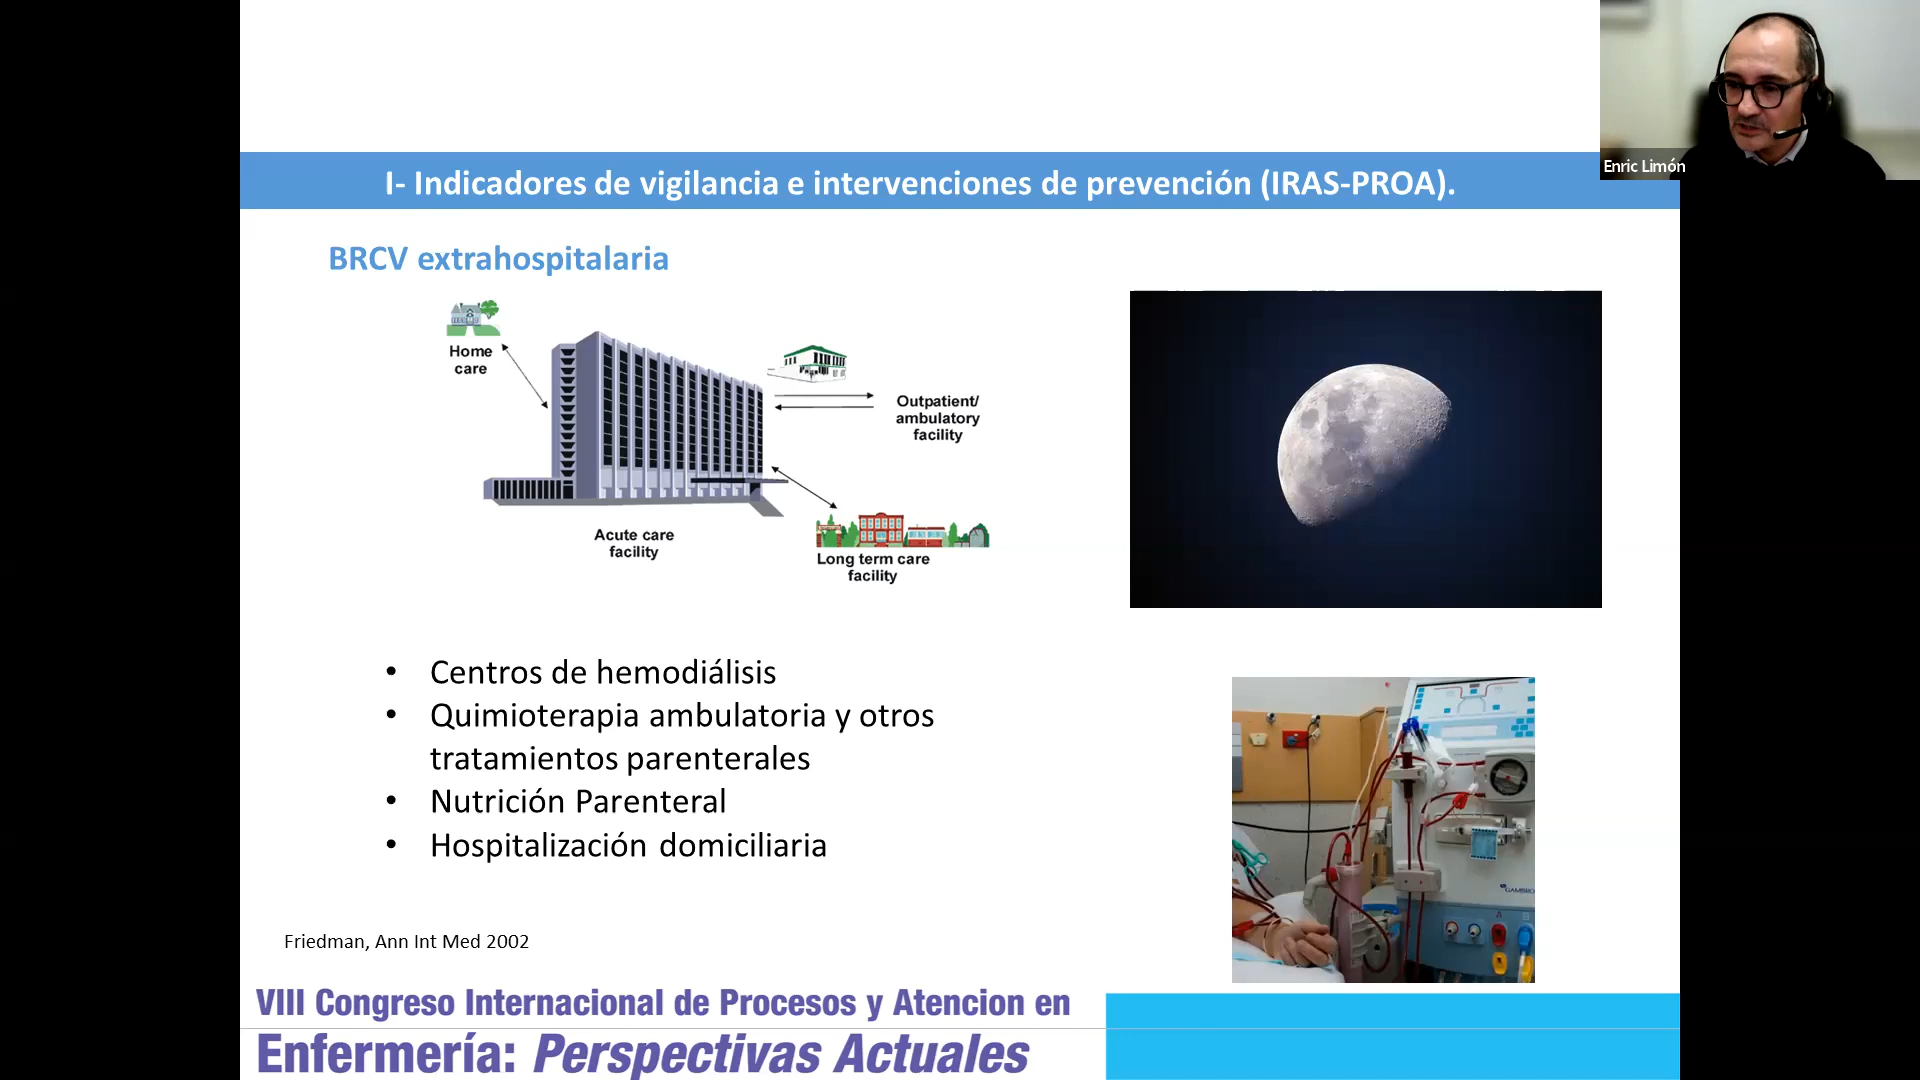 Enric Limón
I- Indicadores de vigilancia e intervenciones de prevención (IRAS-PROA).
BRCV extrahospitalaria
Home
care
Outpatient/
ambulatory
facility
Acute care
facility
Long term care
facility
• Centros de hemodiálisis
• Quimioterapia ambulatoria y otros
tratamientos parenterales
• Nutrición Parenteral
• Hospitalización domiciliaria
GAMBRO
Friedman, Ann Int Med 2002
VIII Congreso Internacional de Procesos y Atencion en
Enfermería: Perspectivas Actuales